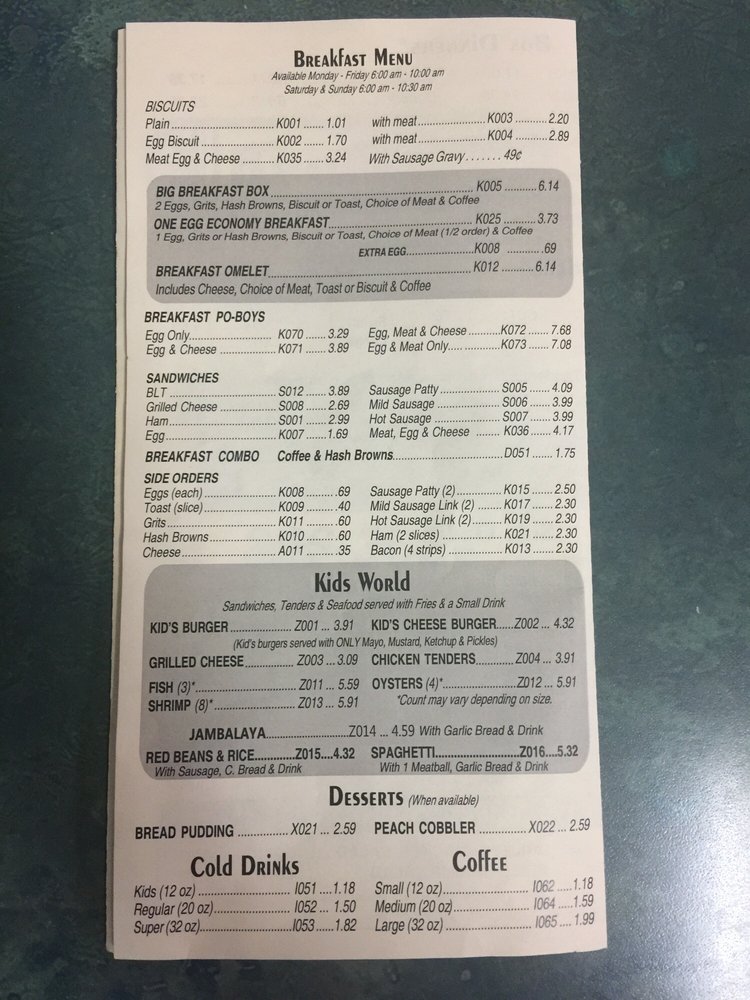 Breakfast Menu
Available Monday - Friday 6:00 am - 10:00 am
Saturday & Sunday 6:00 am - 10:30 am
BISCUITS
Plain ........ K001 ....... 1.01 with meat ........ K003 ........ 2.20
Egg Biscuit ........ K002 ....... 1.70 with meat ........ K004 ........ 2.89
Meat Egg & Cheese ........ K035 ....... 3.24 With Sausage Gravy ....... 49¢
BIG BREAKFAST BOX ........ K005 ........ 6.14
2 Eggs, Grits, Hash Browns, Biscuit or Toast, Choice of Meat & Coffee
ONE EGG ECONOMY BREAKFAST ........ K025 ........ 3.73
1 Egg, Grits or Hash Browns, Biscuit or Toast, Choice of Meat (1/2 order) & Coffee
EXTRA EGG ........ K008 ........ .69
BREAKFAST OMELET ........ K012 ........ 6.14
Includes Cheese, Choice of Meat, Toast or Biscuit & Coffee
BREAKFAST PO-BOYS
Egg Only ........ K070 ....... 3.29 Egg, Meat & Cheese ........ K072 ....... 7.68
Egg & Cheese ........ K071 ....... 3.89 Egg & Meat Only ........ K073 ....... 7.08
SANDWICHES
BLT ........ S012 ....... 3.89 Sausage Patty ........ S005 ....... 4.09
Grilled Cheese ........ S008 ....... 2.69 Mild Sausage ........ S006 ....... 3.99
Ham ........ S001 ....... 2.99 Hot Sausage ........ S007 ....... 3.99
Egg ........ K007 ....... 1.69 Meat, Egg & Cheese ........ K036 ....... 4.17
BREAKFAST COMBO Coffee & Hash Browns ........ D051 ...... 1.75
SIDE ORDERS
Eggs (each) ........ K008 ........ .69 Sausage Patty (2) ........ K015 ...... 2.50
Toast (slice) ........ K009 ........ .40 Mild Sausage Link (2) ........ K017 ...... 2.30
Grits ........ K011 ........ .60 Hot Sausage Link (2) ........ K019 ...... 2.30
Hash Browns ........ K010 ........ .60 Ham (2 slices) ........ K021 ...... 2.30
Cheese ........ A011 ........ .35 Bacon (4 strips) ........ K013 ...... 2.30
Kids World
Sandwiches, Tenders & Seafood served with Fries & a Small Drink
KID'S BURGER ........ Z001 ... 3.91 KID'S CHEESE BURGER ...... Z002 ... 4.32
(Kid's burgers served with ONLY Mayo, Mustard, Ketchup & Pickles)
GRILLED CHEESE ........ Z003 ... 3.09 CHICKEN TENDERS ........ Z004 ... 3.91
FISH (3)* ........ Z011 ... 5.59 OYSTERS (4)* ........ Z012 ... 5.91
SHRIMP (8)* ........ Z013 ... 5.91 *Count may vary depending on size.
JAMBALAYA ........ Z014 ... 4.59 With Garlic Bread & Drink
RED BEANS & RICE ........ Z015 .... 4.32 SPAGHETTI ........ Z016 .... 5.32
With Sausage, C. Bread & Drink With 1 Meatball, Garlic Bread & Drink
Desserts (When available)
BREAD PUDDING ........ X021 ... 2.59 PEACH COBBLER ........ X022 ... 2.59
Cold Drinks Coffee
Kids (12 oz) ........ I051 .... 1.18 Small (12 oz) ........ I062 ..... 1.18
Regular (20 oz) ........ I052 ... 1.50 Medium (20 oz) ........ I064 ..... 1.59
Super (32 oz) ........ I053 ..... 1.82 Large (32 oz) ........ I065 .... 1.99